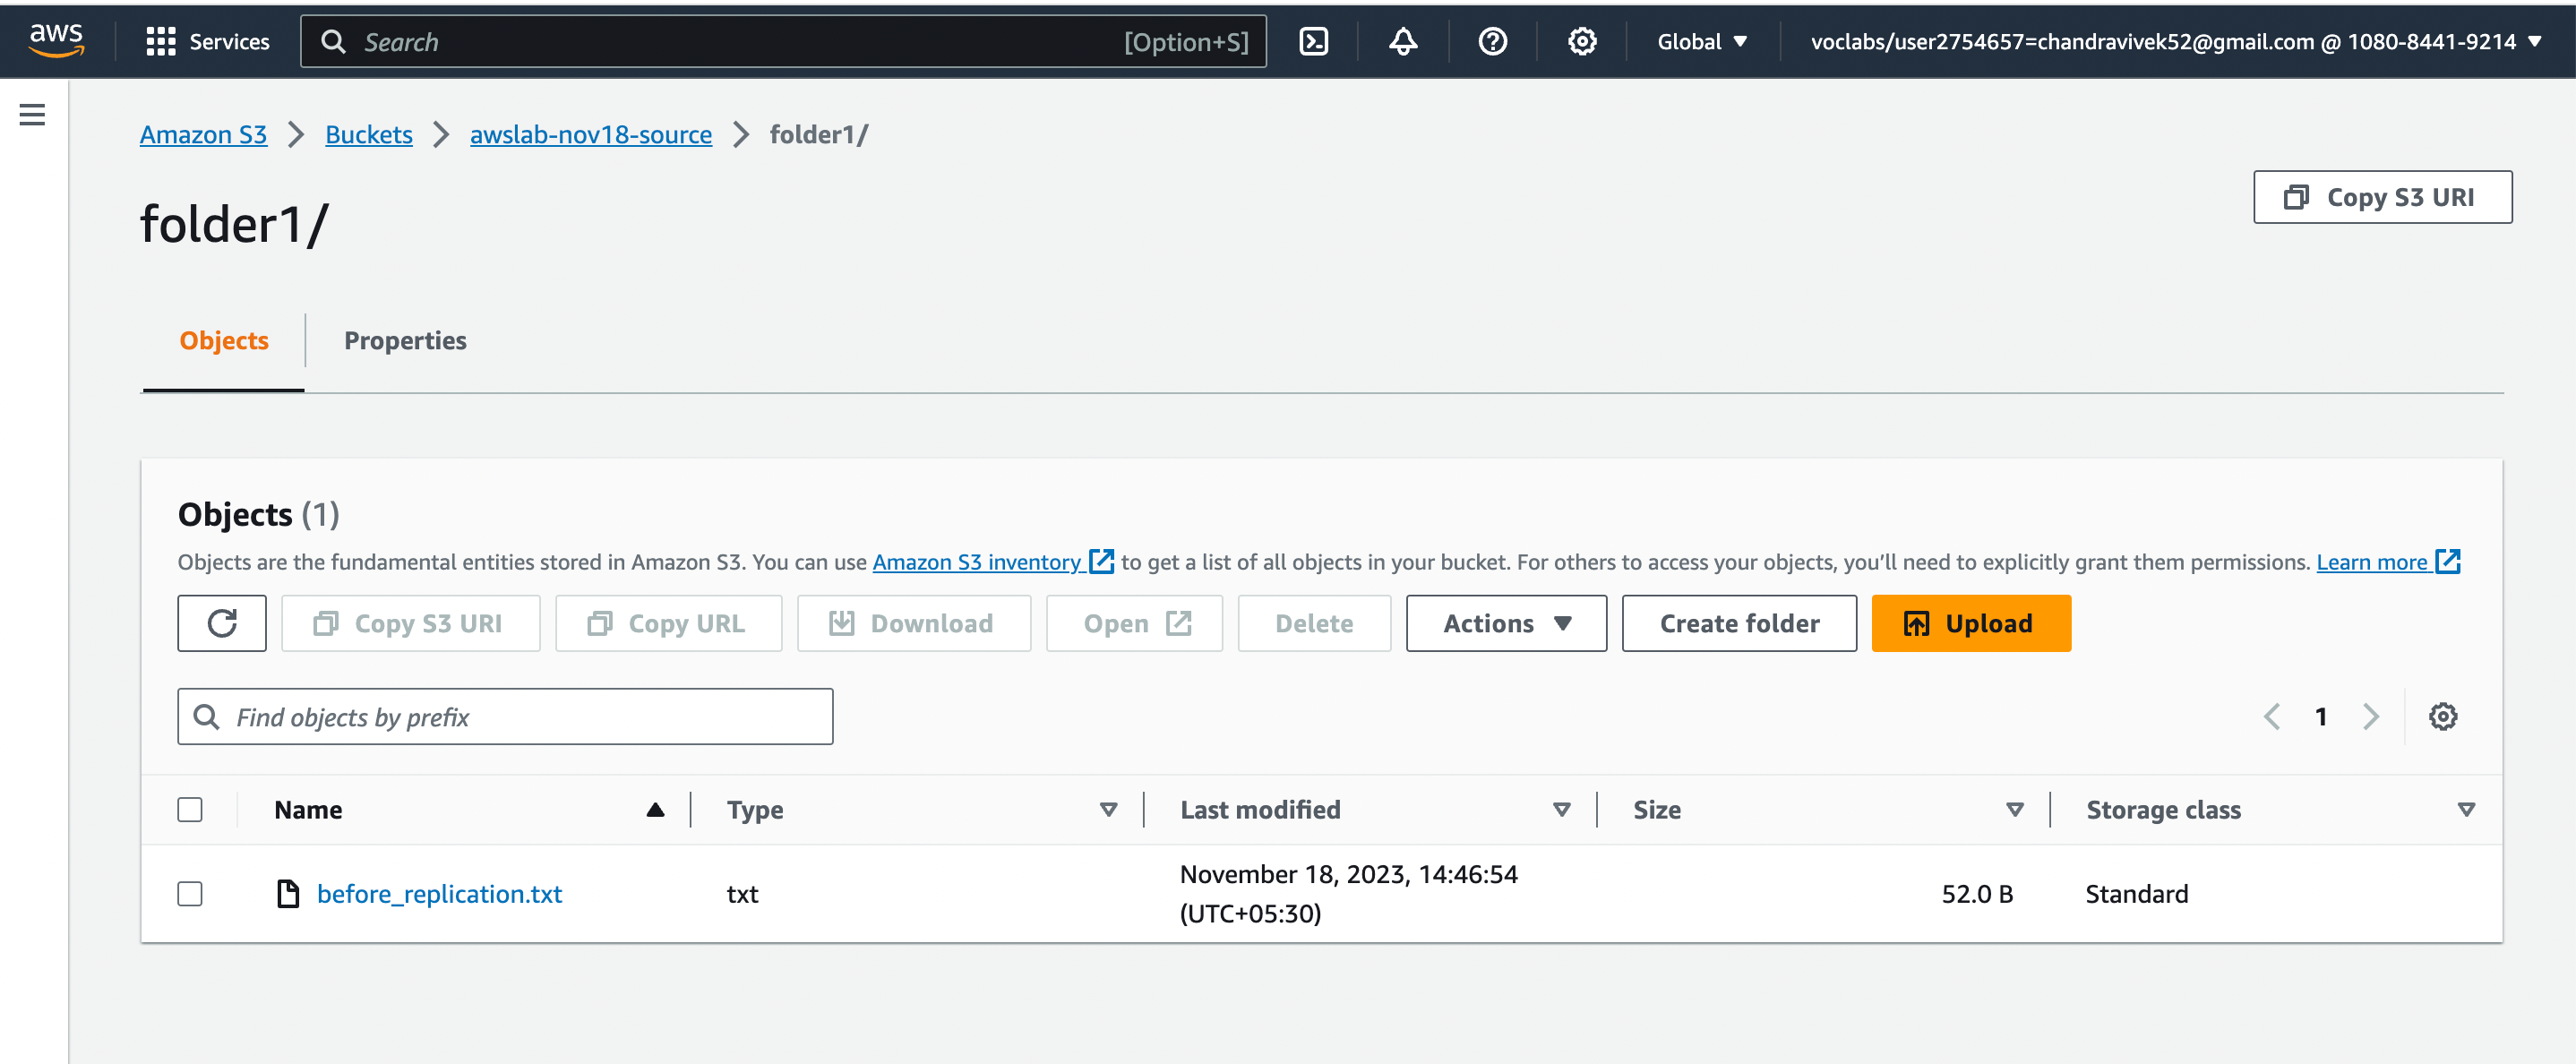 aws Services Search [Option+S] Global voclabs/user2754657=chandravivek52@gmail.com @ 1080-8441-9214
Amazon S3 Buckets awslab-nov18-source folder1/
Copy S3 URI
folder1/
Objects Properties
Objects (1)
Objects are the fundamental entities stored in Amazon S3. You can use Amazon S3 inventory to get a list of all objects in your bucket. For others to access your objects, you’ll need to explicitly grant them permissions. Learn more
Copy S3 URI Copy URL Download Open Delete Actions Create folder Upload
Find objects by prefix 1
Name Type Last modified Size Storage class
before_replication.txt txt November 18, 2023, 14:46:54 (UTC+05:30) 52.0 B Standard